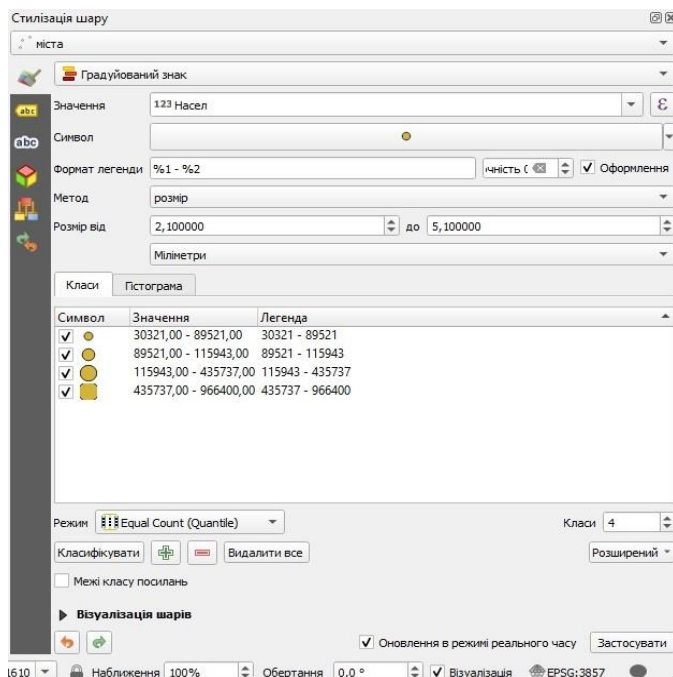 Стилізація шару
міста
Градуйований знак
abc
Значення 123 Насел ε
abc
Символ
Формат легенди %1 - %2 ічність ( Оформлення
Метод розмір
Розмір від 2,100000 до 5,100000
Міліметри
Класи Гістограма
Символ Значення Легенда
30321,00 - 89521,00 30321 - 89521
89521,00 - 115943,00 89521 - 115943
115943,00 - 435737,00 115943 - 435737
435737,00 - 966400,00 435737 - 966400
Режим Equal Count (Quantile) Класи 4
Класифікувати Видалити все Розширений
Межі класу посилань
Візуалізація шарів
Оновлення в режимі реального часу Застосувати
1610 Наближення 100% Обертання 0,0 ° Візуалізація EPSG:3857